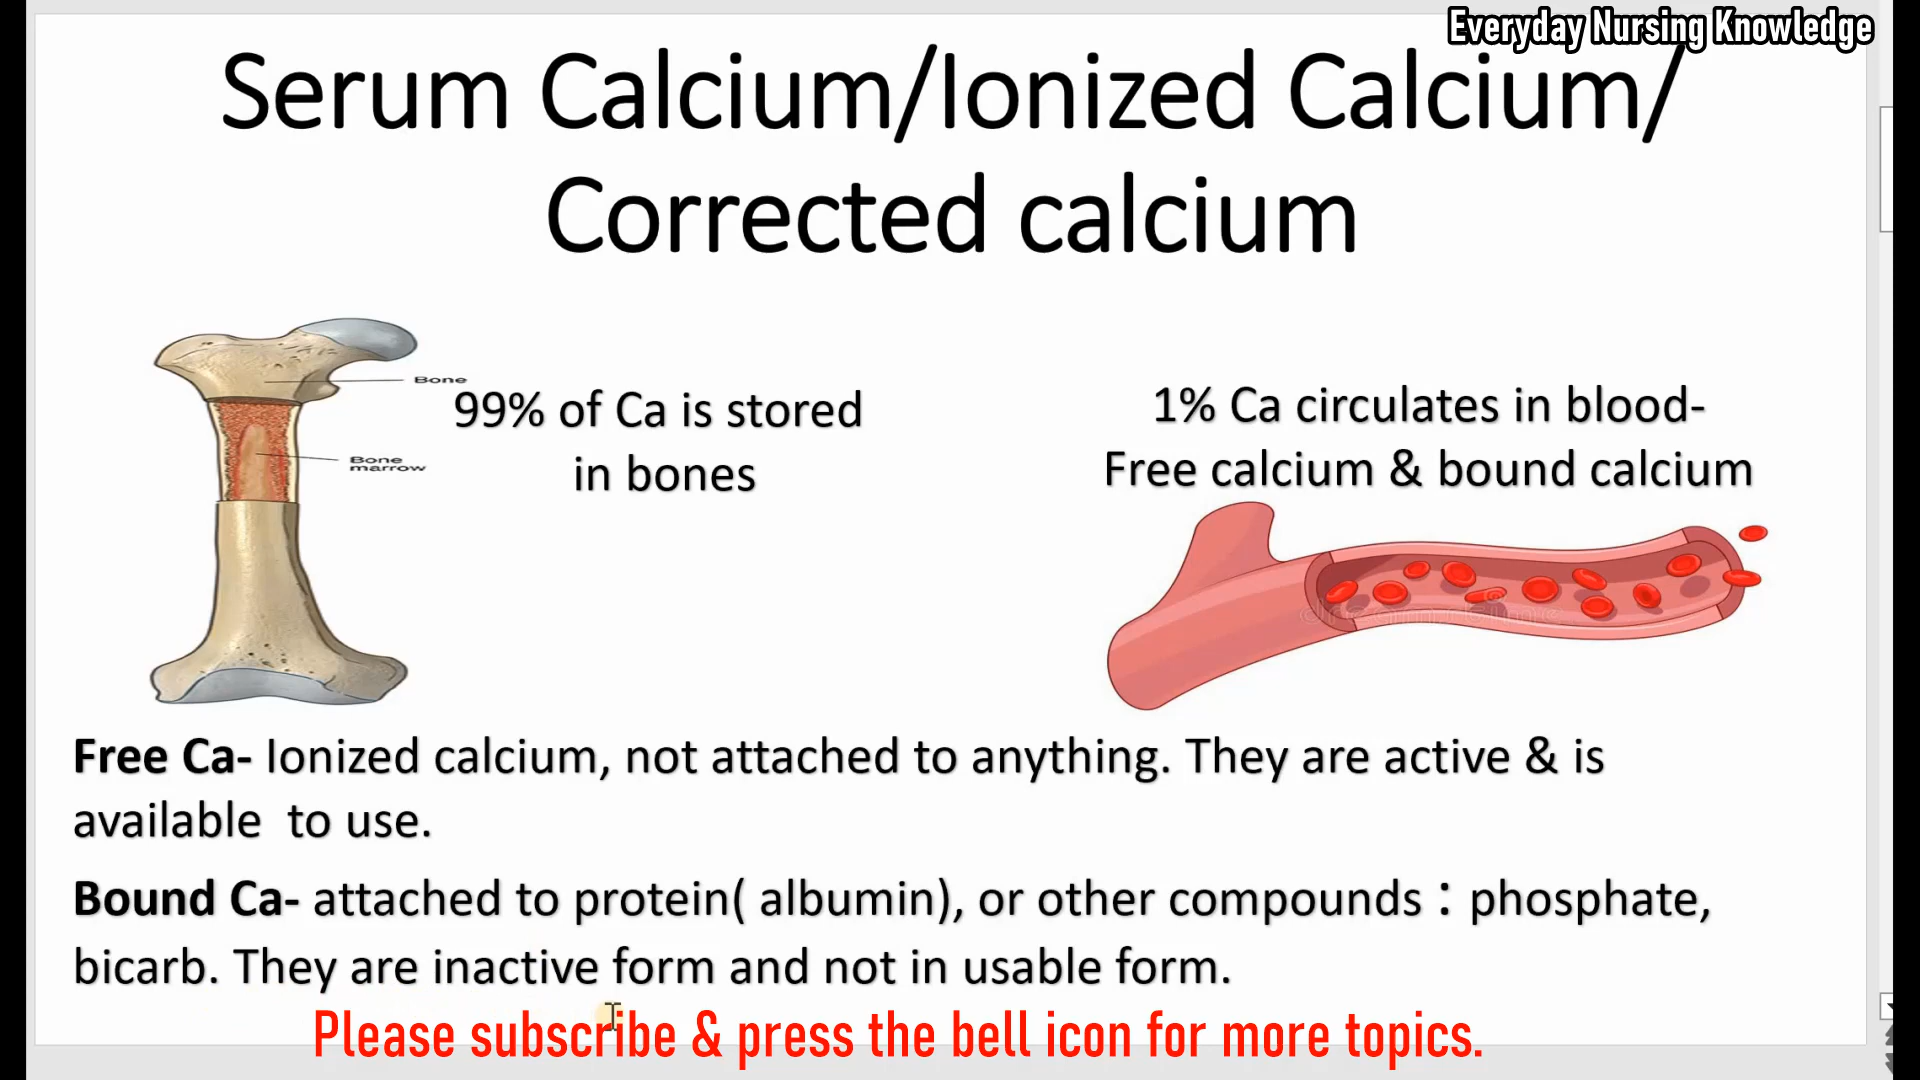 Everyday Nursing Knowledge
Serum Calcium/Ionized Calcium/
Corrected calcium
Bone
Bone
marrow
99% of Ca is stored
in bones
1% Ca circulates in blood-
Free calcium & bound calcium
dreamstime
Free Ca- Ionized calcium, not attached to anything. They are active & is
available  to use.
Bound Ca- attached to protein( albumin), or other compounds : phosphate,
bicarb. They are inactive form and not in usable form.
Please subscribe & press the bell icon for more topics.